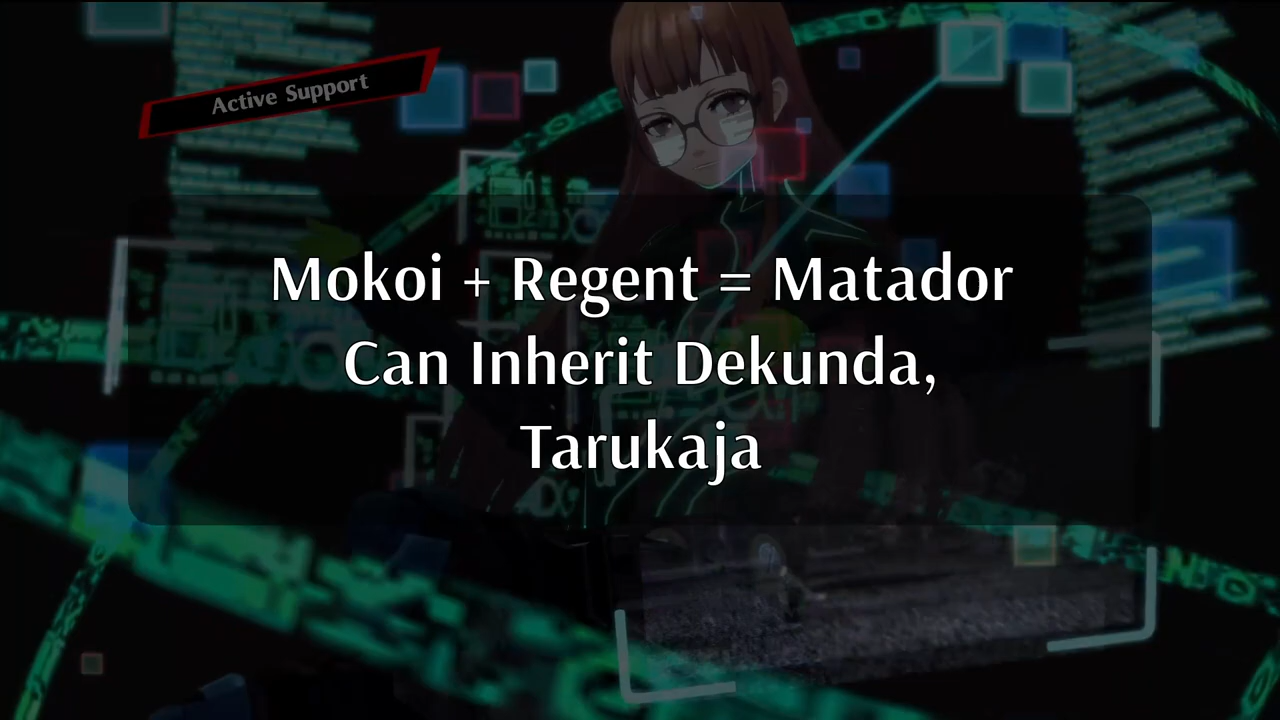 Active Support
Mokoi + Regent = Matador
Can Inherit Dekunda,
Tarukaja